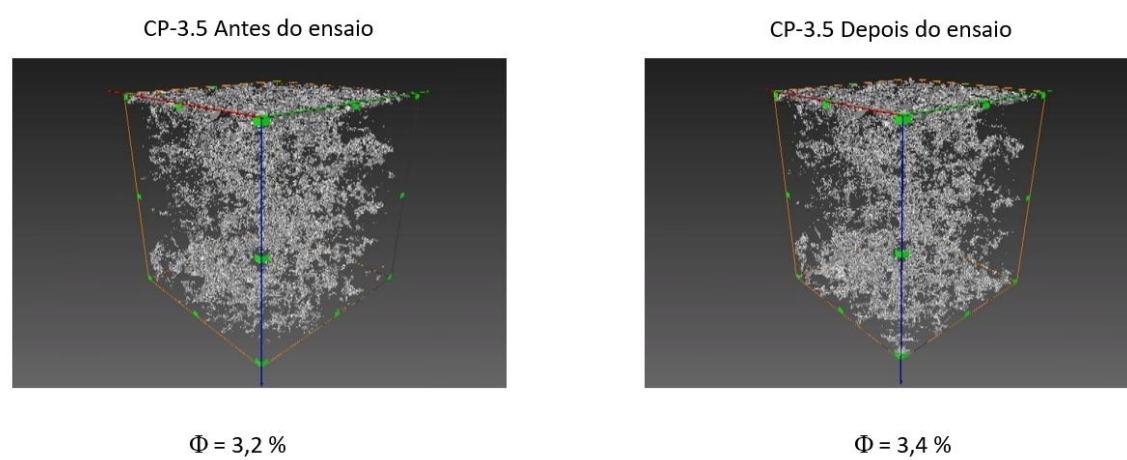 CP-3.5 Antes do ensaio
CP-3.5 Depois do ensaio
Φ = 3,2 %
Φ = 3,4 %